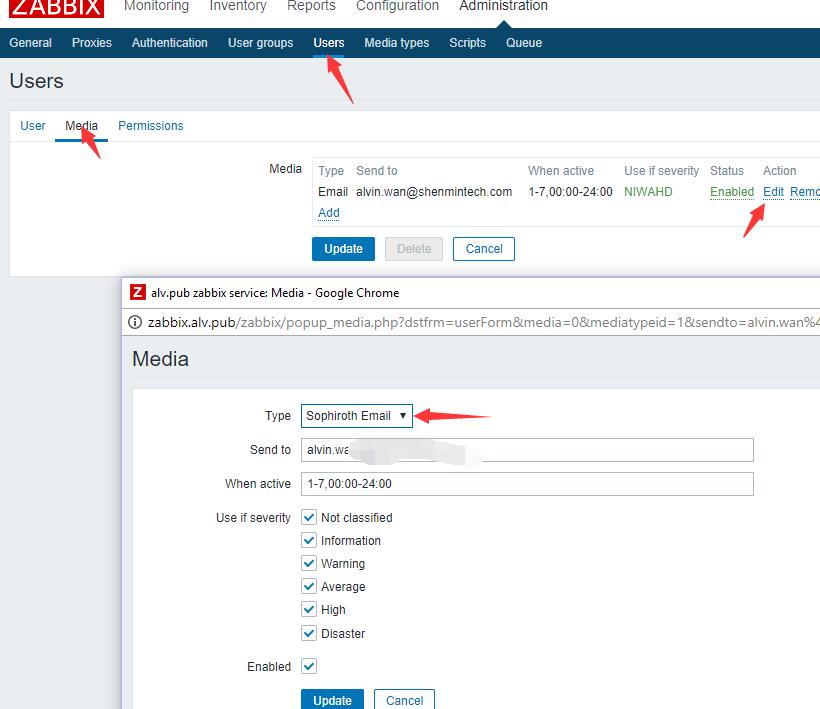 ZABBIX Monitoring Inventory Reports Configuration Administration
General Proxies Authentication User groups Users Media types Scripts Queue
Users
User Media Permissions
Media Type Send to When active Use if severity Status Action
Email alvin.wan@shenmintech.com 1-7,00:00-24:00 NIWAHD Enabled Edit Remo
Add
Update Delete Cancel
Z alv.pub zabbix service: Media - Google Chrome
zabbix.alv.pub/zabbix/popup_media.php?dstfrm=userForm&media=0&mediatypeid=1&sendto=alvin.wan%4
Media
Type Sophiroth Email
Send to alvin.wa
When active 1-7,00:00-24:00
Use if severity Not classified
Information
Warning
Average
High
Disaster
Enabled
Update Cancel